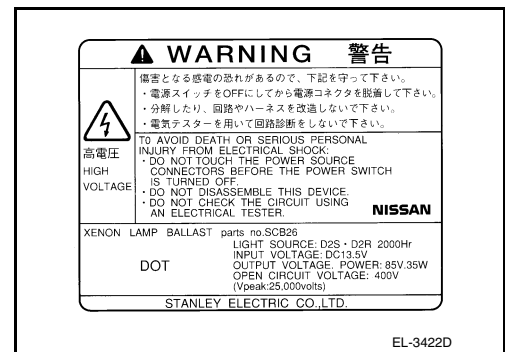 WARNING 警告
傷害となる感電の恐れがあるので、下記を守って下さい。
・電源スイッチをOFFにしてから電源コネクタを脱着して下さい。
・分解したり、回路やハーネスを改造しないで下さい。
・電気テスターを用いて回路診断をしないで下さい。
高電圧
HIGH
VOLTAGE
TO AVOID DEATH OR SERIOUS PERSONAL
INJURY FROM ELECTRICAL SHOCK:
・DO NOT TOUCH THE POWER SOURCE
CONNECTORS BEFORE THE POWER SWITCH
IS TURNED OFF.
・DO NOT DISASSEMBLE THIS DEVICE.
・DO NOT CHECK THE CIRCUIT USING
AN ELECTRICAL TESTER.
NISSAN
XENON LAMP BALLAST parts no.SCB26
DOT
LIGHT SOURCE: D2S・D2R 2000Hr
INPUT VOLTAGE: DC13.5V
OUTPUT VOLTAGE. POWER: 85V.35W
OPEN CIRCUIT VOLTAGE: 400V
(Vpeak:25,000volts)
STANLEY ELECTRIC CO.,LTD.
EL-3422D